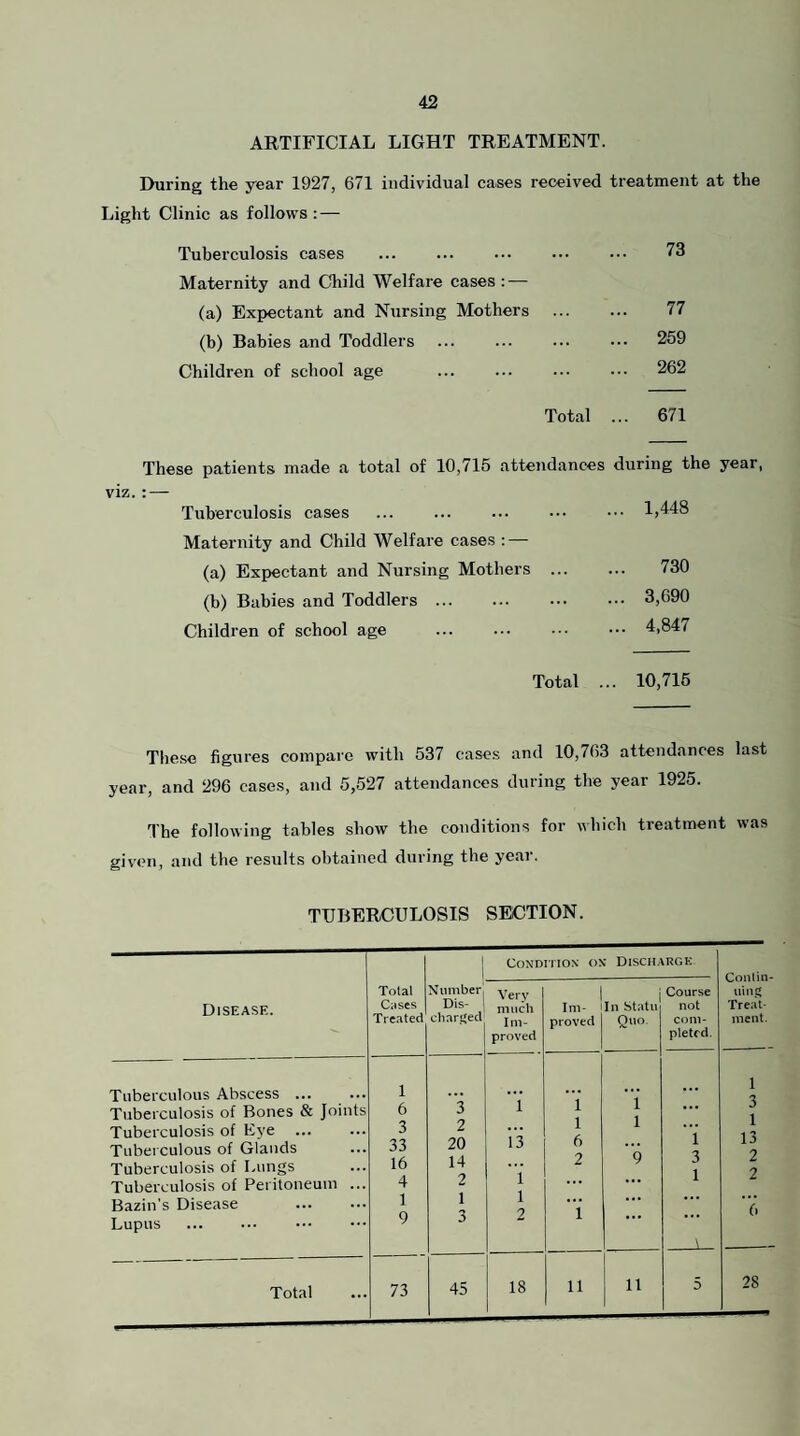 42
ARTIFICIAL LIGHT TREATMENT.
During the year 1927, 671 individual cases received treatment at the
Light Clinic as follows :—
Tuberculosis cases ... ... ... ... ... 73
Maternity and Child Welfare cases :—
(a) Expectant and Nursing Mothers ... ... 77
(b) Babies and Toddlers ... ... ... ... 259
Children of school age ... ... ... ... 262
Total ... 671
These patients made a total of 10,715 attendances during the year,
viz. :—
Tuberculosis cases ... ... ... ... ... 1,448
Maternity and Child Welfare cases :—
(a) Expectant and Nursing Mothers ... ... 730
(b) Babies and Toddlers ... ... ... ... 3,690
Children of school age ... ... ... ... 4,847
Total ... 10,715
These figures compare with 537 cases and 10,763 attendances last
year, and 296 cases, and 5,527 attendances during the year 1925.
The following tables show the conditions for which treatment was
given, and the results obtained during the year.
TUBERCULOSIS SECTION.
DISEASE. | Total Cases Treated | Number Discharged | CONDITION ON DISCHARGE. Very much Improved | Improved | In Statu Quo. | Course not completed. | Continuing Treatment.
Tuberculous Abscess ... ... 1 ... ... ... ... ... 1
Tuberculosis of Bones & Joints 6 3 1 1 1 ... 3
Tuberculosis of Eye ... ... 3 2 ... 1 1 ... 1
Tuberculous of Glands ... 33 20 13 6 ... 1 13
Tuberculosis of Lungs ... 16 14 ... 2 9 3 2
Tuberculosis of Peritoneum ... 4 2 1 ... ... 1 2
Bazin's Disease ... ... 1 1 1 ... ... ... ...
Lupus ... ... ... ... 9 3 2 1 ... ... 6
Total ... 73 45 18 11 11 5 28